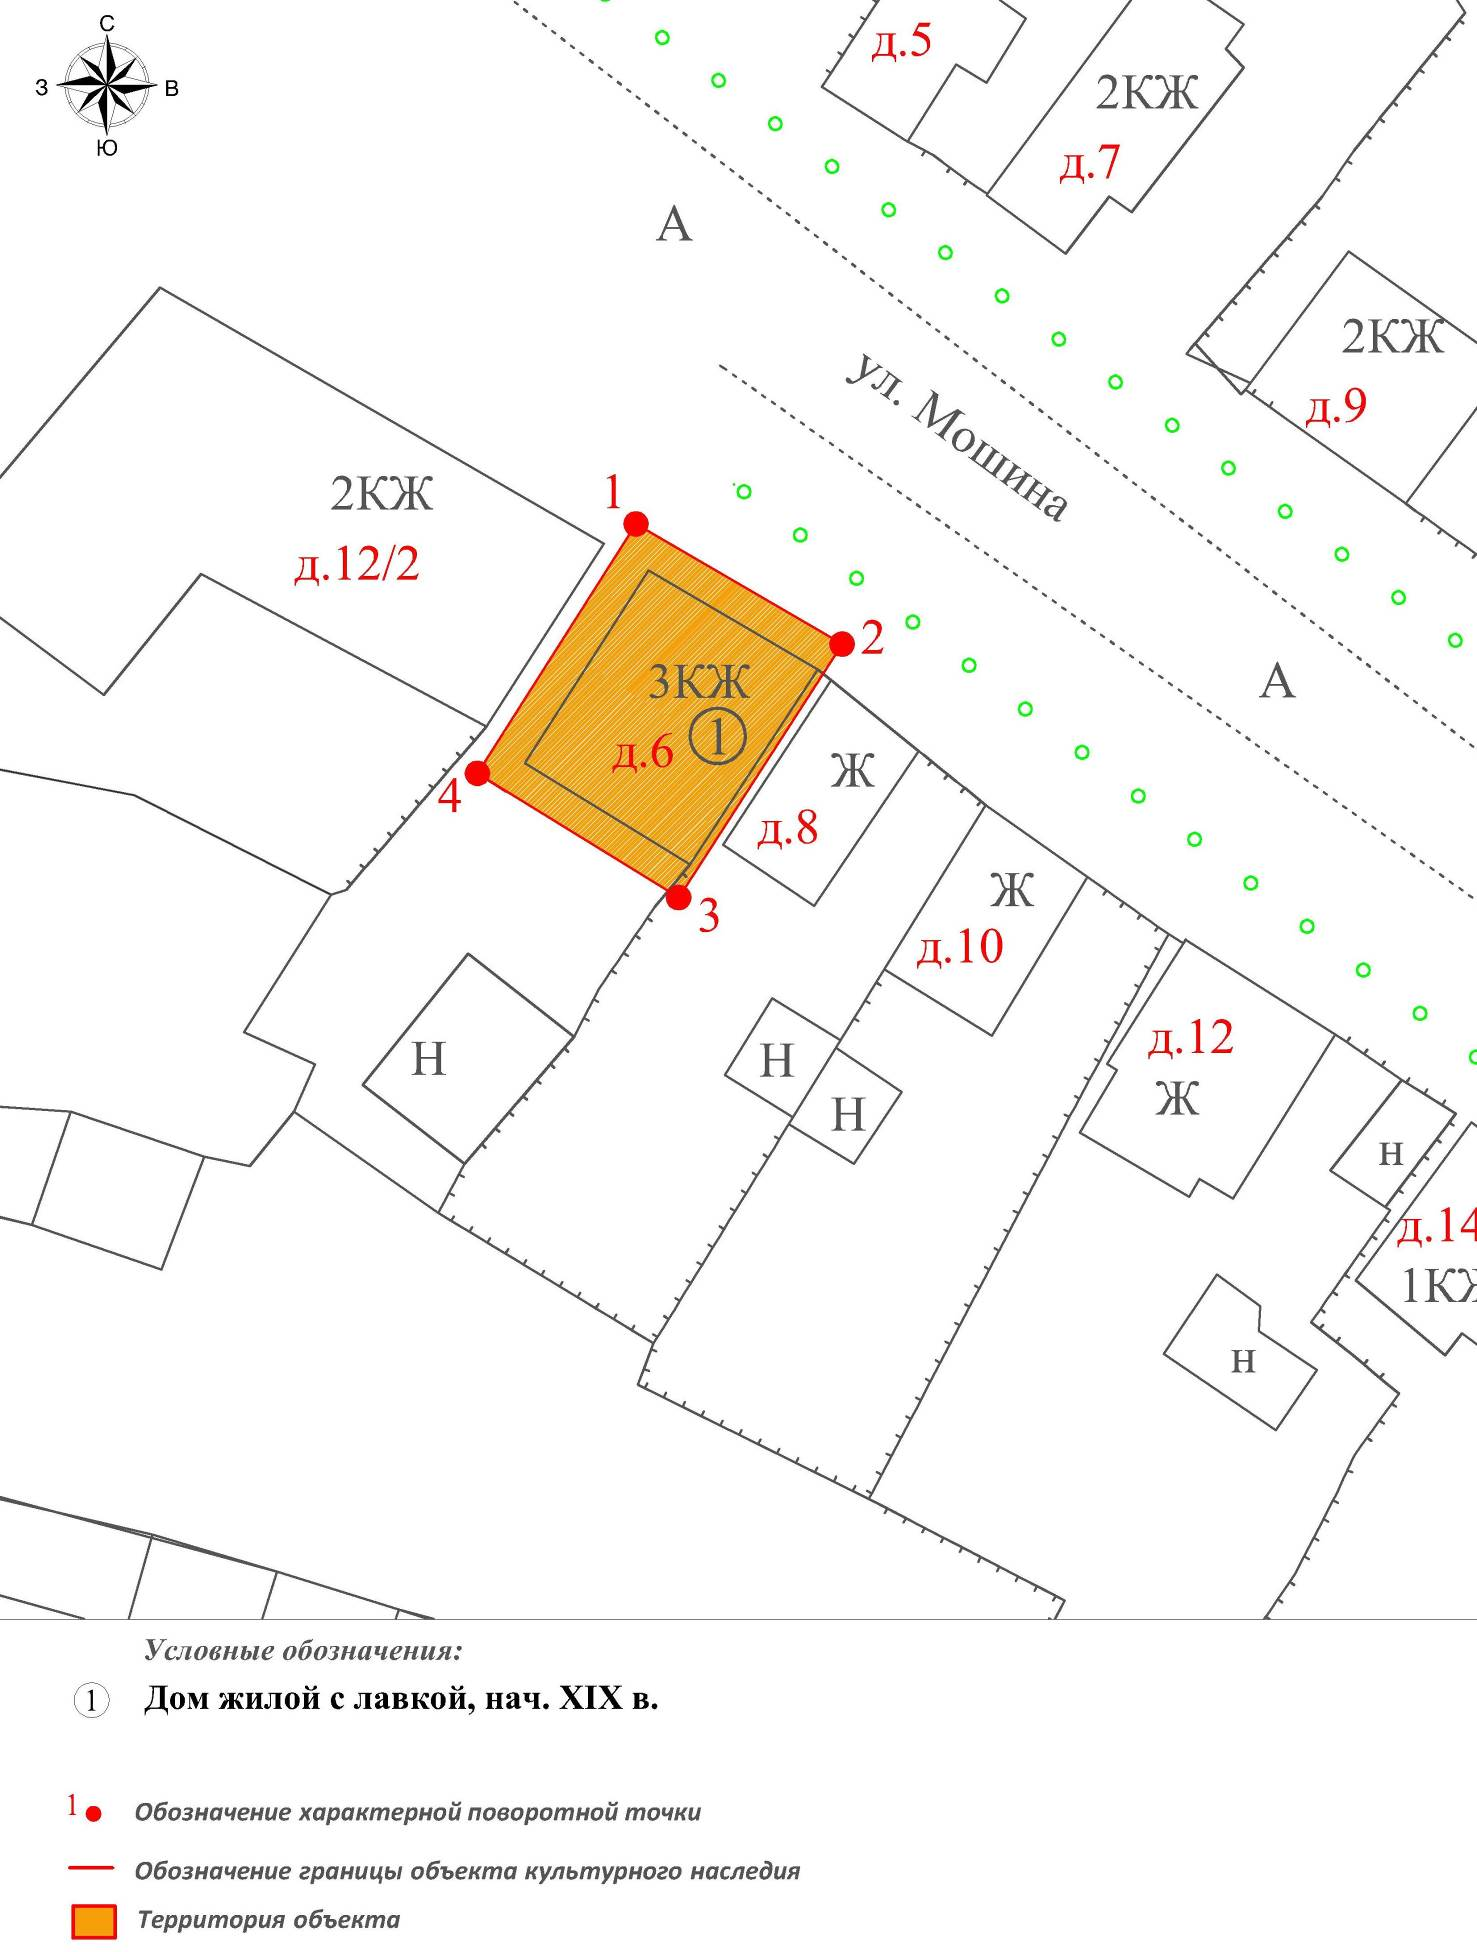 С
З
В
Ю
д.5
2КЖ
д.7
А
2КЖ
д.9
ул. Мошина
2КЖ
д.12/2
1
2
3КЖ
1
д.6
4
3
А
Ж
д.8
Ж
д.10
д.12
Ж
Н
Н
Н
н
д.14
1КЖ
н
Условные обозначения:
1 Дом жилой с лавкой, нач. XIX в.
1 Обозначение характерной поворотной точки
Обозначение границы объекта культурного наследия
Территория объекта